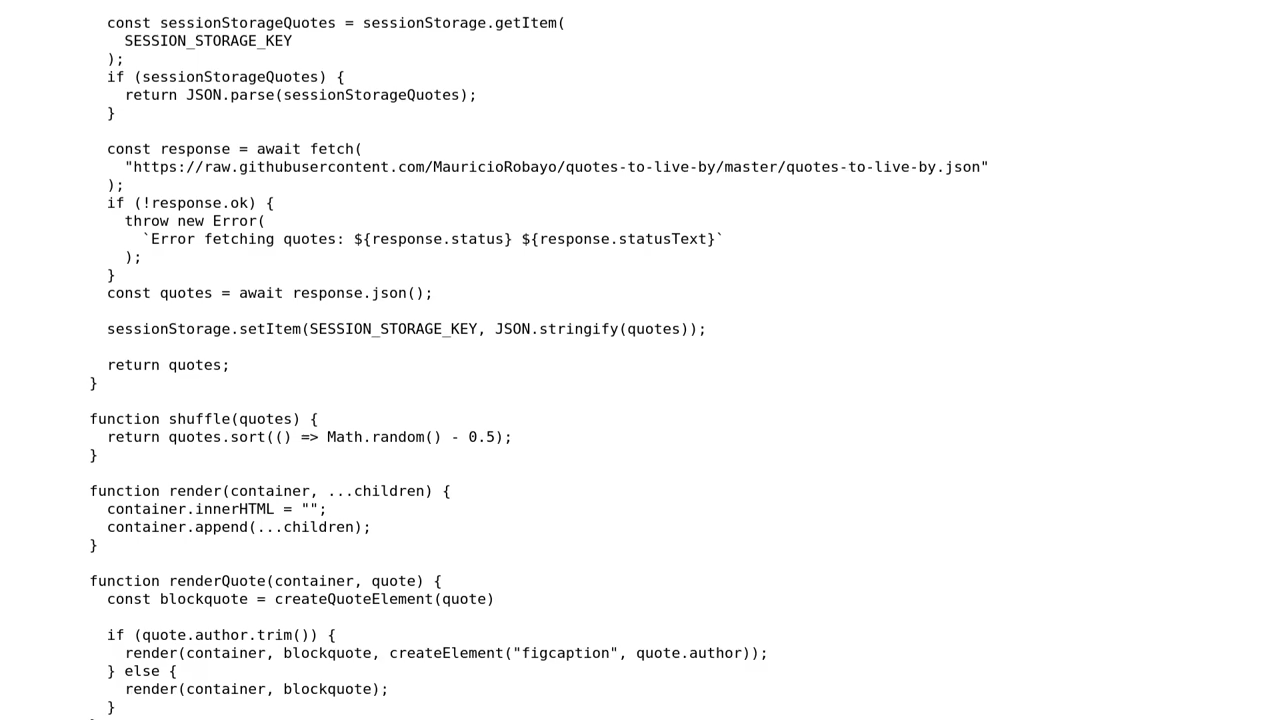 const sessionStorageQuotes = sessionStorage.getItem(
SESSION_STORAGE_KEY
);
if (sessionStorageQuotes) {
return JSON.parse(sessionStorageQuotes);
}
const response = await fetch(
"https://raw.githubusercontent.com/MauricioRobayo/quotes-to-live-by/master/quotes-to-live-by.json"
);
if (!response.ok) {
throw new Error(
`Error fetching quotes: ${response.status} ${response.statusText}`
);
}
const quotes = await response.json();
sessionStorage.setItem(SESSION_STORAGE_KEY, JSON.stringify(quotes));
return quotes;
}
function shuffle(quotes) {
return quotes.sort(() => Math.random() - 0.5);
}
function render(container, ...children) {
container.innerHTML = "";
container.append(...children);
}
function renderQuote(container, quote) {
const blockquote = createQuoteElement(quote)
if (quote.author.trim()) {
render(container, blockquote, createElement("figcaption", quote.author));
} else {
render(container, blockquote);
}